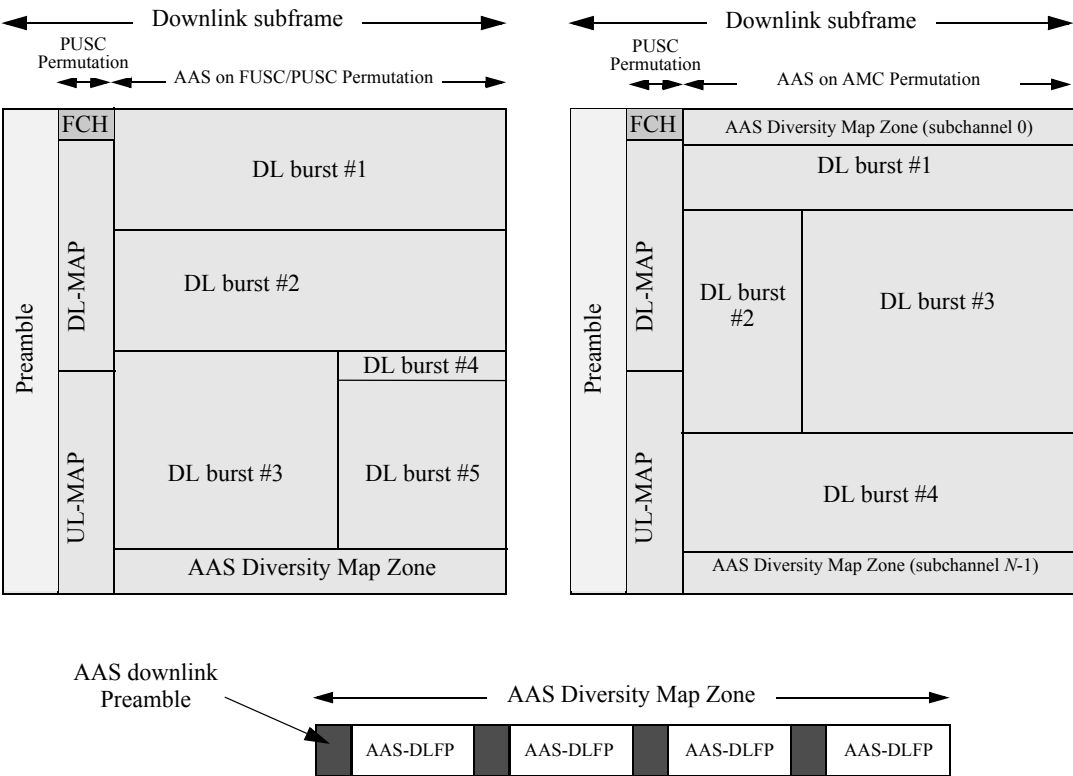 Downlink subframe
PUSC
Permutation
AAS on FUSC/PUSC Permutation
FCH
DL burst #1
DL-MAP
DL burst #2
Preamble
DL burst #4
UL-MAP
DL burst #3
DL burst #5
AAS Diversity Map Zone
Downlink subframe
PUSC
Permutation
AAS on AMC Permutation
FCH
AAS Diversity Map Zone (subchannel 0)
DL burst #1
DL-MAP
DL burst
#2
DL burst #3
Preamble
UL-MAP
DL burst #4
AAS Diversity Map Zone (subchannel N-1)
AAS downlink
Preamble
AAS Diversity Map Zone
AAS-DLFP
AAS-DLFP
AAS-DLFP
AAS-DLFP